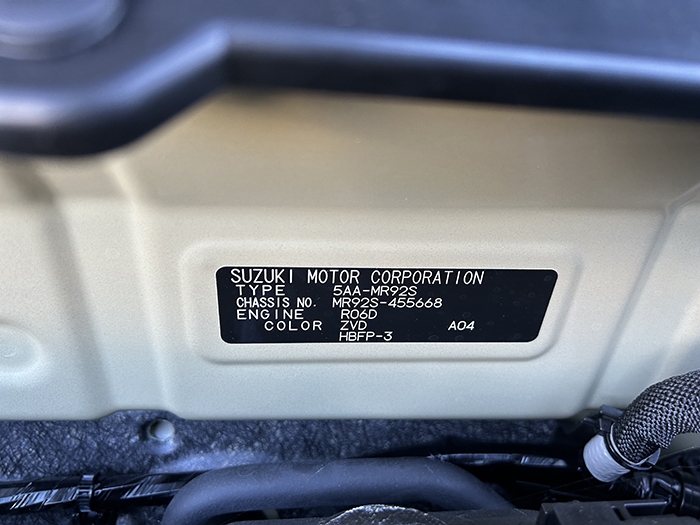 SUZUKI MOTOR CORPORATION
TYPE 5AA-MR92S
CHASSIS NO. MR92S-455668
ENGINE R06D
COLOR ZVD A04
HBFP-3